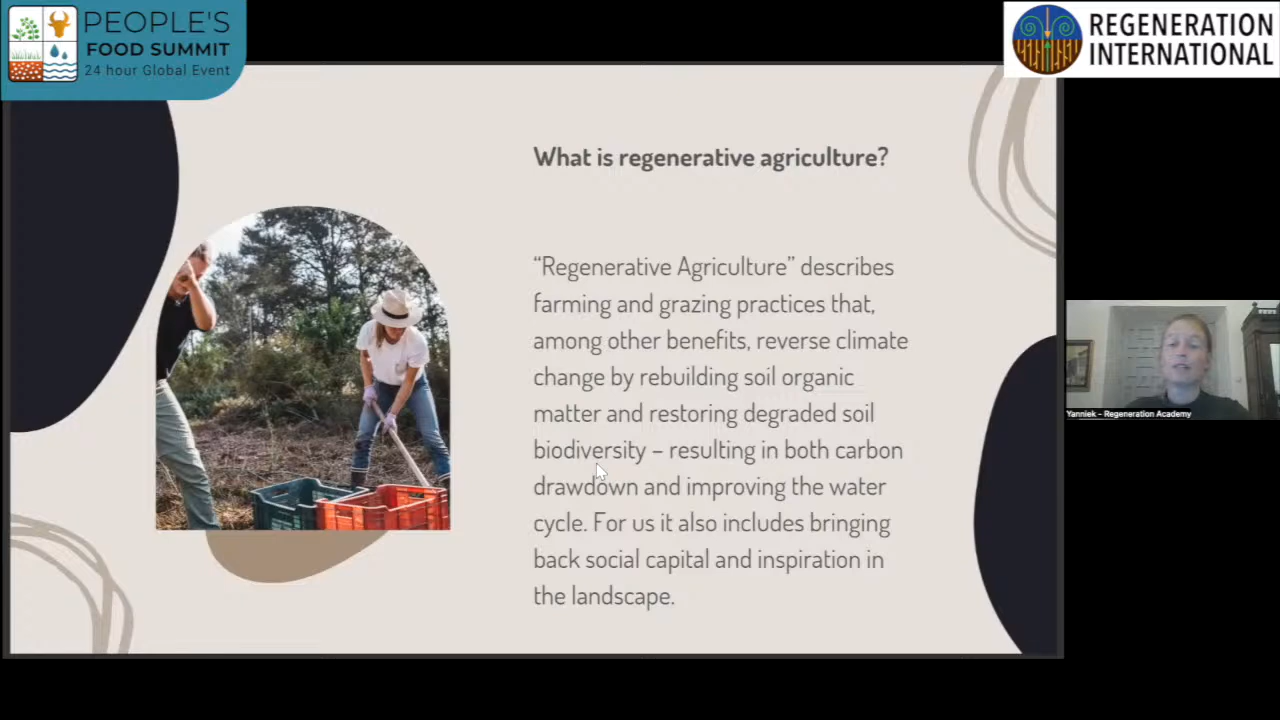 PEOPLE'S
FOOD SUMMIT
24 hour Global Event
REGENERATION
INTERNATIONAL
What is regenerative agriculture?
“Regenerative Agriculture” describes
farming and grazing practices that,
among other benefits, reverse climate
change by rebuilding soil organic
matter and restoring degraded soil
biodiversity – resulting in both carbon
drawdown and improving the water
cycle. For us it also includes bringing
back social capital and inspiration in
the landscape.
Yanniek - Regeneration Academy